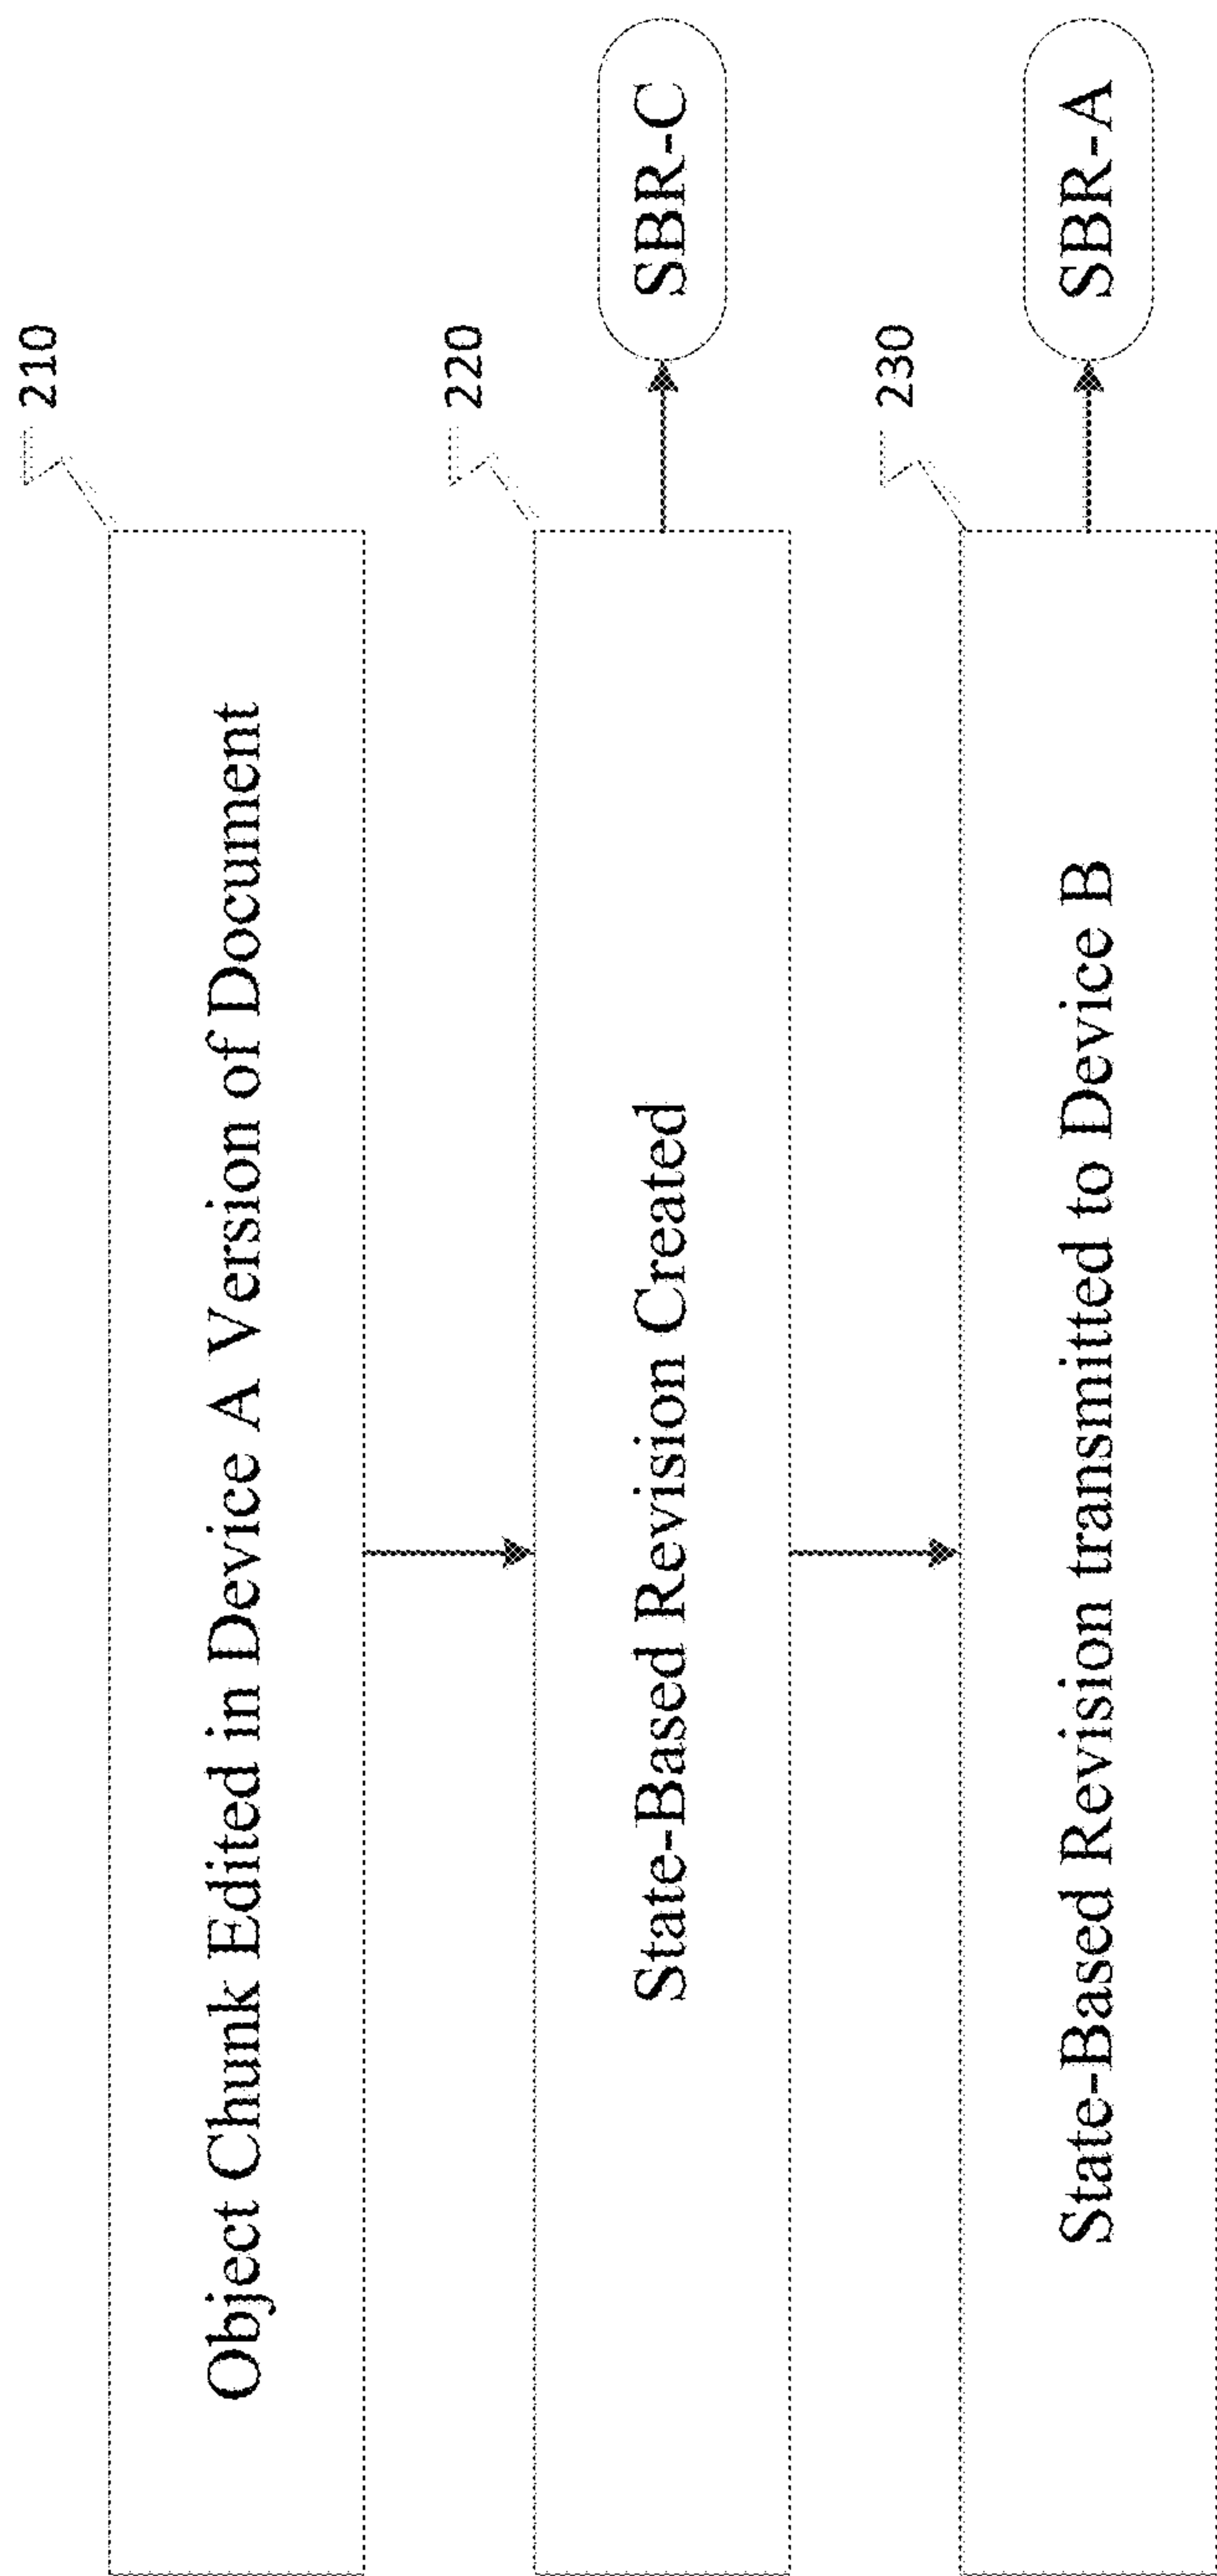 210
Object Chunk Edited in Device A Version of Document
220
State-Based Revision Created
SBR-C
230
State-Based Revision transmitted to Device B
SBR-A